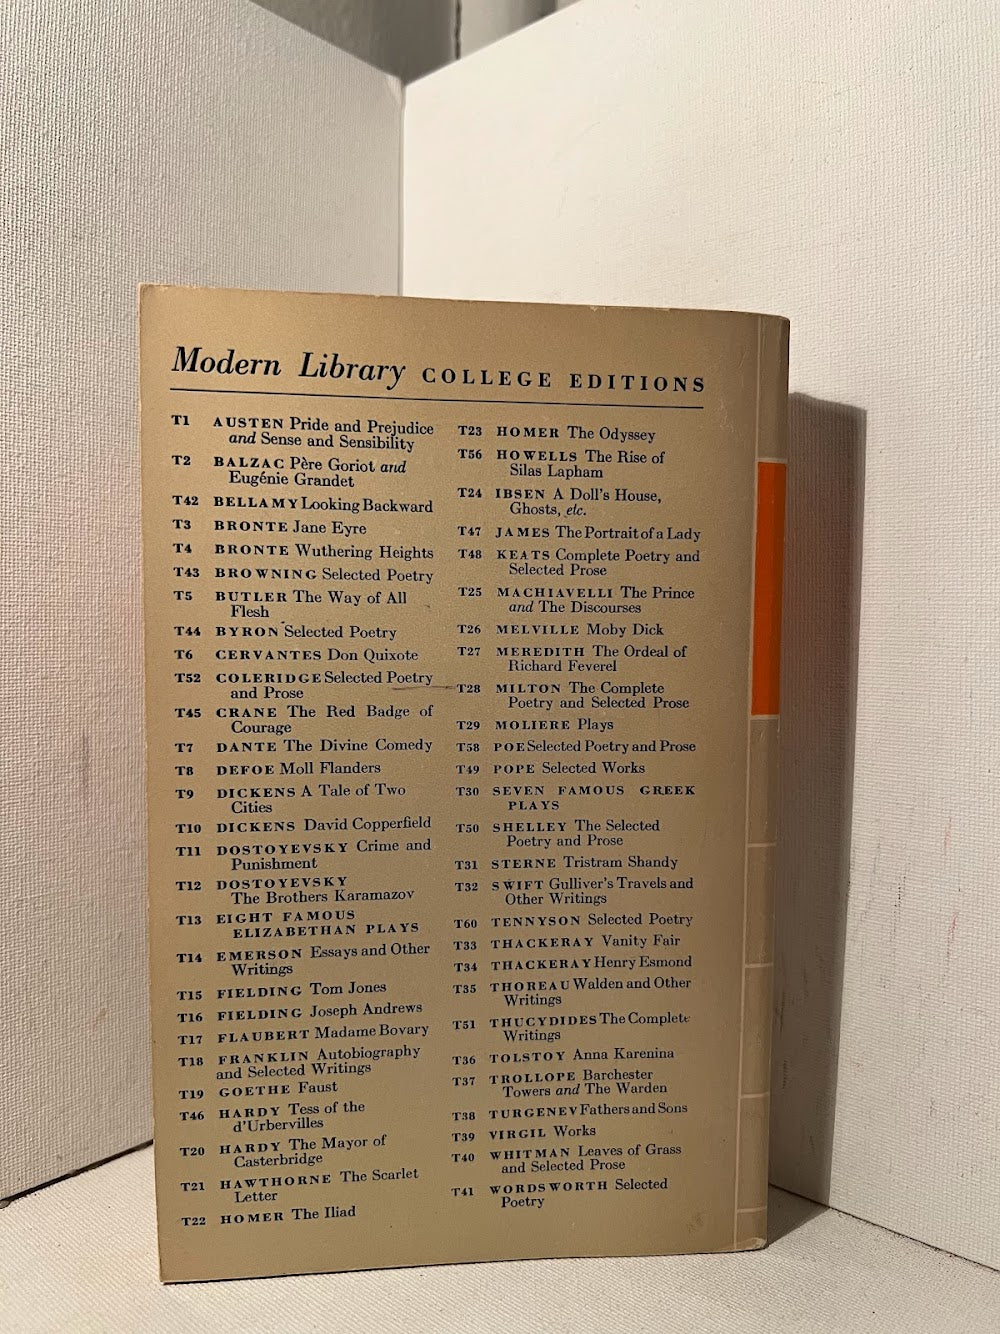 Modern Library COLLEGE EDITIONS
T1 AUSTEN Pride and Prejudice
and Sense and Sensibility
T2 BALZAC Père Goriot and
Eugénie Grandet
T42 BELLAMY Looking Backward
T3 BRONTE Jane Eyre
T4 BRONTE Wuthering Heights
T43 BROWNING Selected Poetry
T5 BUTLER The Way of All
Flesh
T44 BYRON Selected Poetry
T6 CERVANTES Don Quixote
T52 COLERIDGE Selected Poetry
and Prose
T45 CRANE The Red Badge of
Courage
T7 DANTE The Divine Comedy
T8 DEFOE Moll Flanders
T9 DICKENS A Tale of Two
Cities
T10 DICKENS David Copperfield
T11 DOSTOYEVSKY Crime and
Punishment
T12 DOSTOYEVSKY
The Brothers Karamazov
T13 EIGHT FAMOUS
ELIZABETHAN PLAYS
T14 EMERSON Essays and Other
Writings
T15 FIELDING Tom Jones
T16 FIELDING Joseph Andrews
T17 FLAUBERT Madame Bovary
T18 FRANKLIN Autobiography
and Selected Writings
T19 GOETHE Faust
T46 HARDY Tess of the
d'Urbervilles
T20 HARDY The Mayor of
Casterbridge
T21 HAWTHORNE The Scarlet
Letter
T22 HOMER The Iliad
T23 HOMER The Odyssey
T56 HOWELLS The Rise of
Silas Lapham
T24 IBSEN A Doll's House,
Ghosts, etc.
T47 JAMES The Portrait of a Lady
T48 KEATS Complete Poetry and
Selected Prose
T25 MACHIAVELLI The Prince
and The Discourses
T26 MELVILLE Moby Dick
T27 MEREDITH The Ordeal of
Richard Feverel
T28 MILTON The Complete
Poetry and Selected Prose
T29 MOLIERE Plays
T58 POE Selected Poetry and Prose
T49 POPE Selected Works
T30 SEVEN FAMOUS GREEK
PLAYS
T50 SHELLEY The Selected
Poetry and Prose
T31 STERNE Tristram Shandy
T32 SWIFT Gulliver's Travels and
Other Writings
T60 TENNYSON Selected Poetry
T33 THACKERAY Vanity Fair
T34 THACKERAY Henry Esmond
T35 THOREAU Walden and Other
Writings
T51 THUCYDIDES The Complete
Writings
T36 TOLSTOY Anna Karenina
T37 TROLLOPE Barchester
Towers and The Warden
T38 TURGENEV Fathers and Sons
T39 VIRGIL Works
T40 WHITMAN Leaves of Grass
and Selected Prose
T41 WORDSWORTH Selected
Poetry